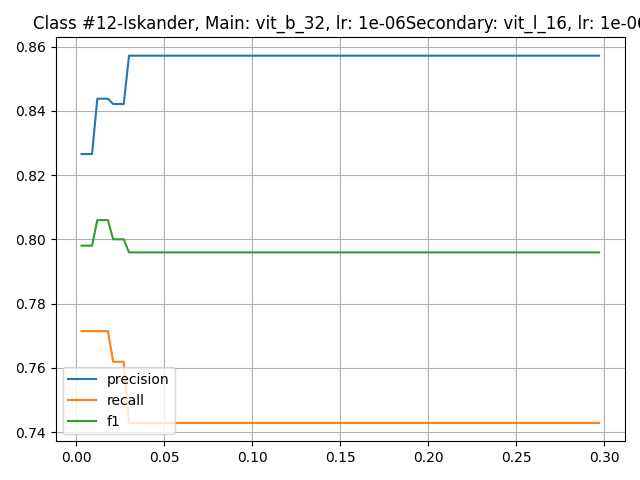 Class #12-Iskander, Main: vit_b_32, lr: 1e-06Secondary: vit_l_16, lr: 1e-06
0.86
0.84
0.82
0.80
0.78
0.76
0.74
precision
recall
f1
0.00 0.05 0.10 0.15 0.20 0.25 0.30